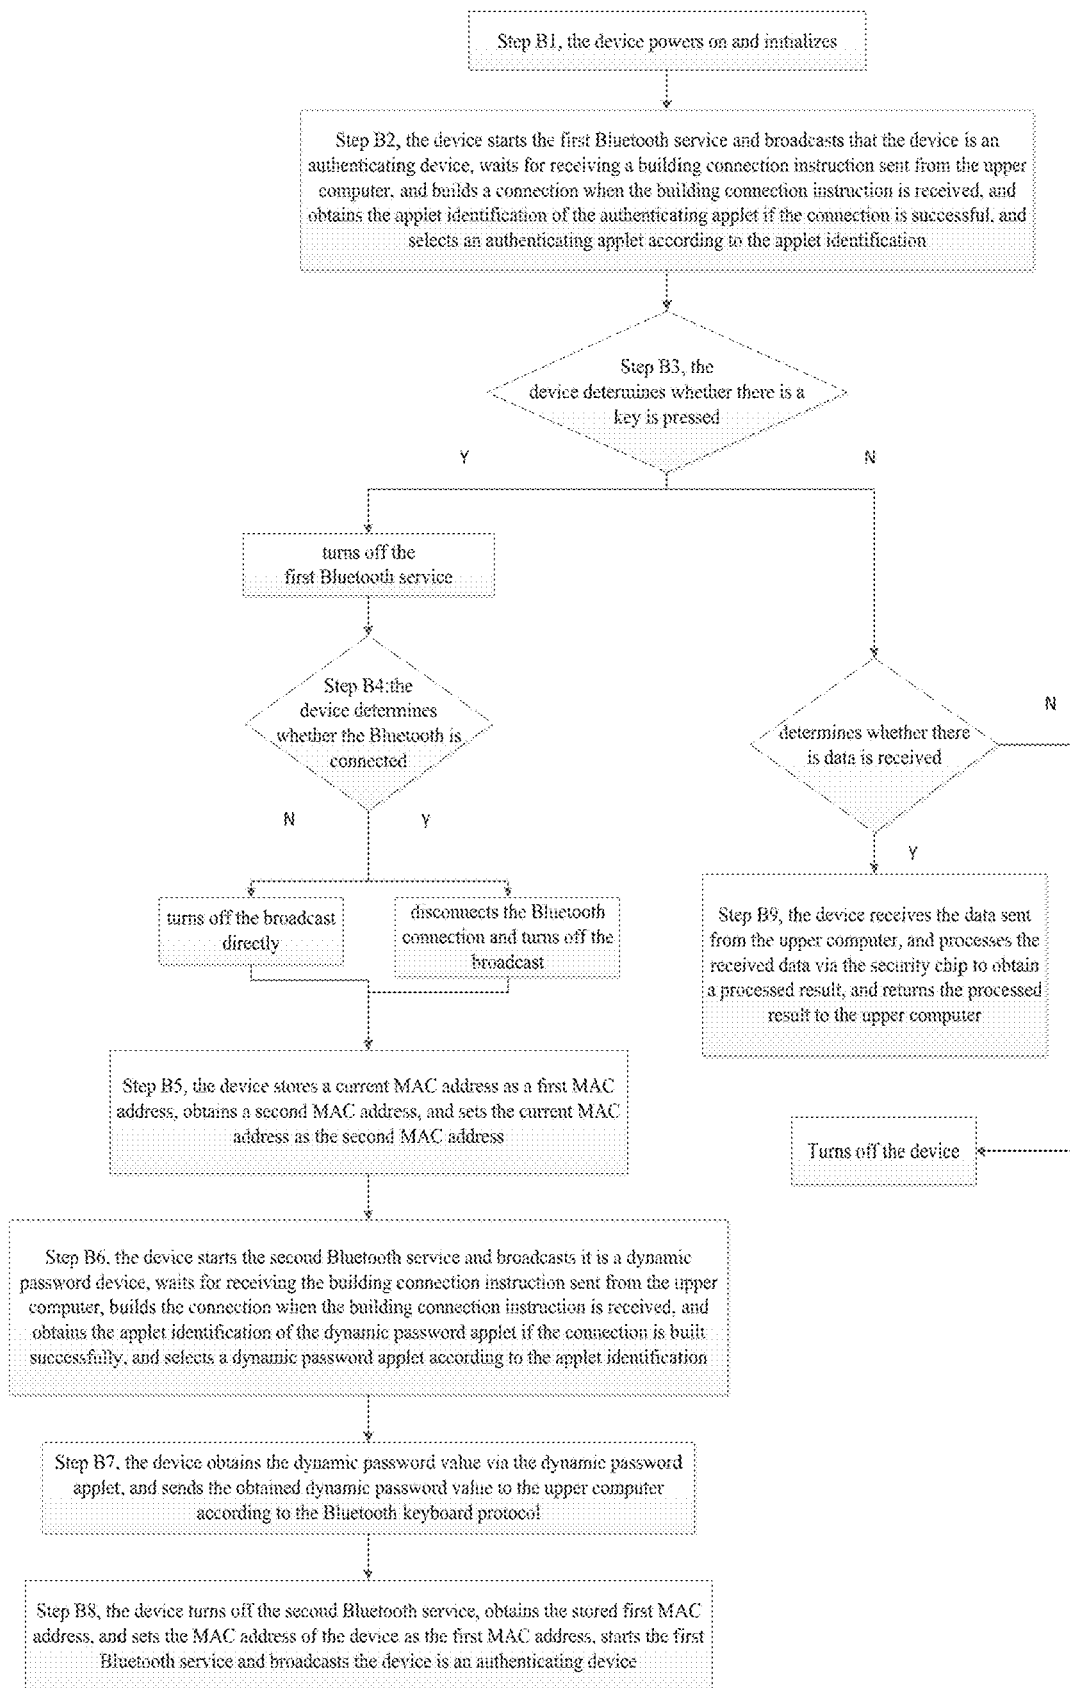 Step B1, the device powers on and initializes
Step B2, the device starts the first Bluetooth service and broadcasts that the device is an
authenticating device, waits for receiving a building connection instruction sent from the upper
computer, and builds a connection when the building connection instruction is received, and
obtains the applet identification of the authenticating applet if the connection is successful, and
selects an authenticating applet according to the applet identification
Step B3, the
device determines whether there is a
key is pressed
Y
N
turns off the
first Bluetooth service
Step B4:the
device determines
whether the Bluetooth is
connected
N
Y
determines whether there
is data is received
N
Y
turns off the broadcast
directly
disconnects the Bluetooth
connection and turns off the
broadcast
Step B9, the device receives the data sent
from the upper computer, and processes the
received data via the security chip to obtain
a processed result, and returns the processed
result to the upper computer
Step B5, the device stores a current MAC address as a first MAC
address, obtains a second MAC address, and sets the current MAC
address as the second MAC address
Turns off the device
Step B6, the device starts the second Bluetooth service and broadcasts it is a dynamic
password device, waits for receiving the building connection instruction sent from the upper
computer, builds the connection when the building connection instruction is received, and
obtains the applet identification of the dynamic password applet if the connection is built
successfully, and selects a dynamic password applet according to the applet identification
Step B7, the device obtains the dynamic password value via the dynamic password
applet, and sends the obtained dynamic password value to the upper computer
according to the Bluetooth keyboard protocol
Step B8, the device turns off the second Bluetooth service, obtains the stored first MAC
address, and sets the MAC address of the device as the first MAC address, starts the first
Bluetooth service and broadcasts the device is an authenticating device